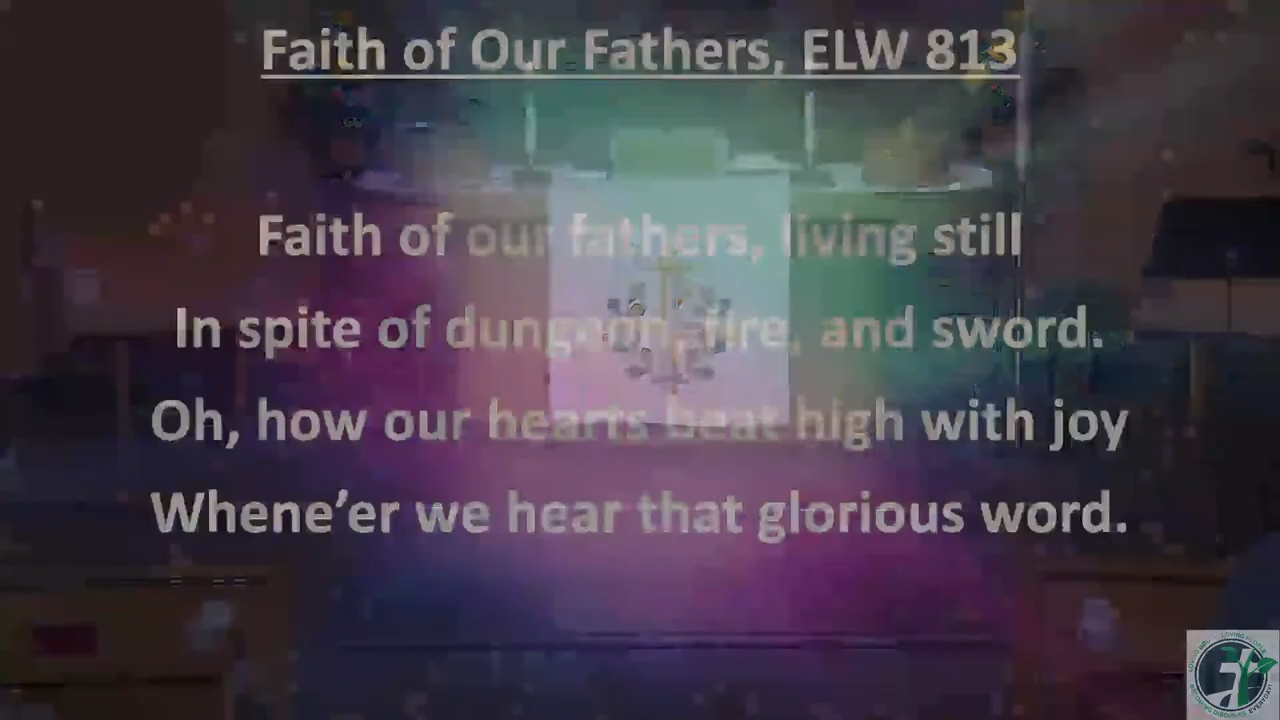 Faith of Our Fathers, ELW 813
Faith of our fathers, living still
In spite of dungeon, fire, and sword.
Oh, how our hearts beat high with joy
Whene’er we hear that glorious word.